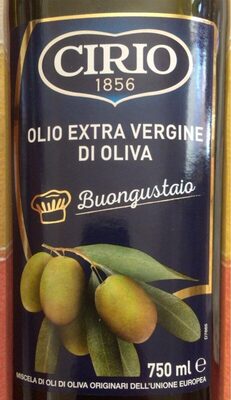 CIRIO
1856
OLIO EXTRA VERGINE
DI OLIVA
Buongustaio
750 ml e
MISCELA DI OLI DI OLIVA ORIGINARI DELL'UNIONE EUROPEA